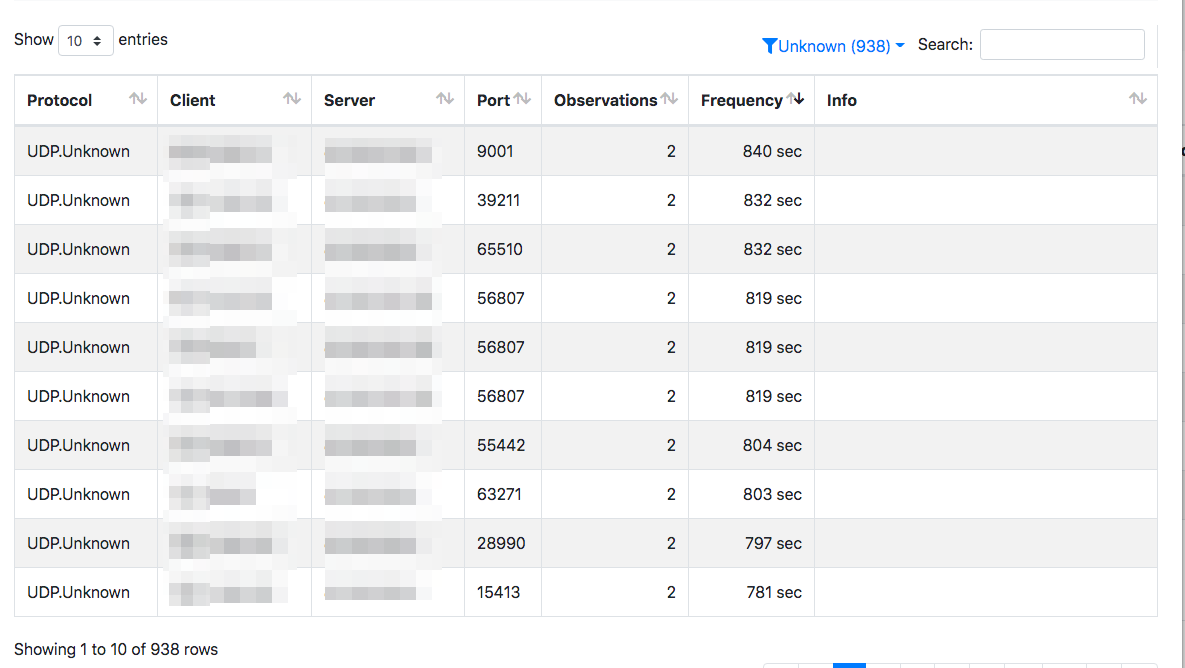 Show 10 entries Unknown (938) Search:
Protocol Client Server Port Observations Frequency Info
UDP.Unknown 9001 2 840 sec
UDP.Unknown 39211 2 832 sec
UDP.Unknown 65510 2 832 sec
UDP.Unknown 56807 2 819 sec
UDP.Unknown 56807 2 819 sec
UDP.Unknown 56807 2 819 sec
UDP.Unknown 55442 2 804 sec
UDP.Unknown 63271 2 803 sec
UDP.Unknown 28990 2 797 sec
UDP.Unknown 15413 2 781 sec
Showing 1 to 10 of 938 rows